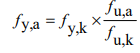 f_y,a = f_y,k × f_u,a / f_u,k